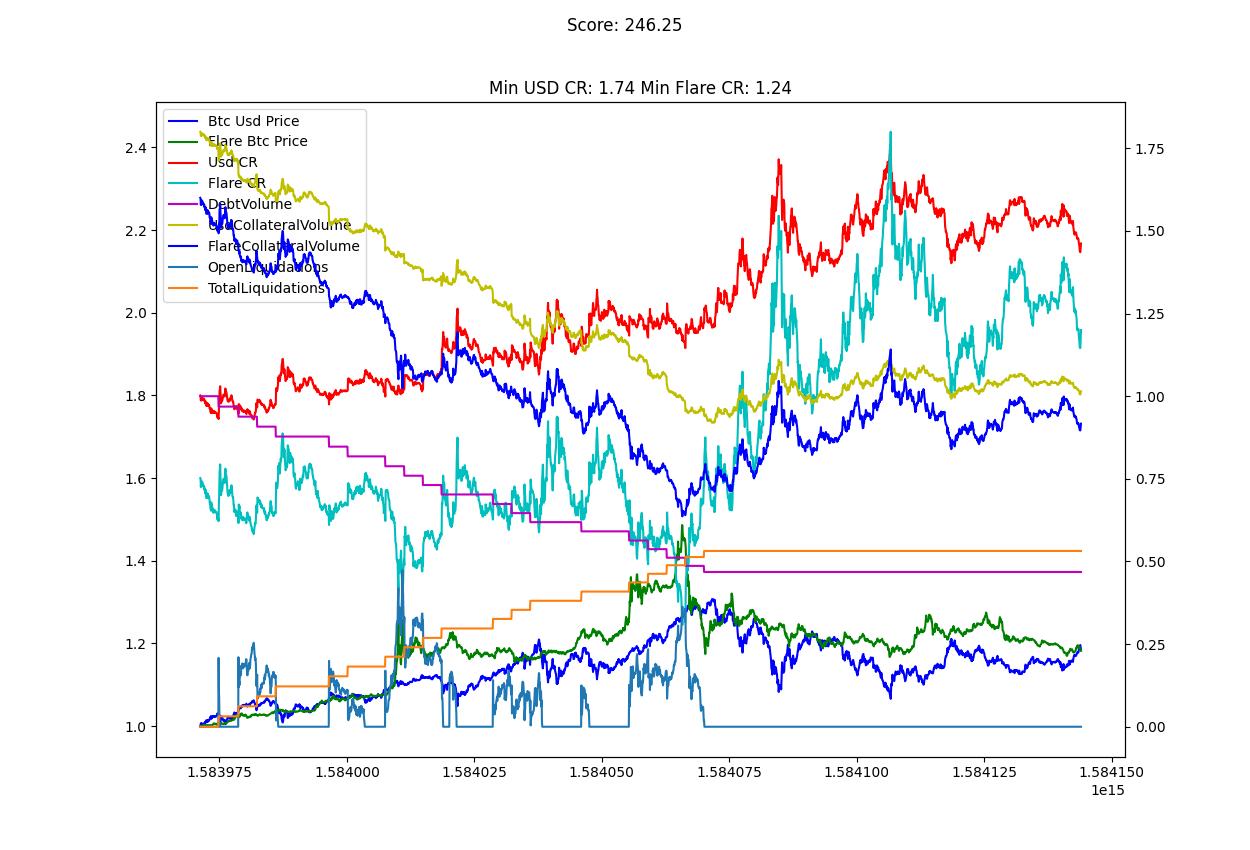 Score: 246.25
Min USD CR: 1.74 Min Flare CR: 1.24
Btc Usd Price
Flare Btc Price
Usd CR
Flare CR
DebtVolume
UsdCollateralVolume
FlareCollateralVolume
OpenLiquidations
TotalLiquidations
2.4
2.2
2.0
1.8
1.6
1.4
1.2
1.0
1.75
1.50
1.25
1.00
0.75
0.50
0.25
0.00
1.583975
1.584000
1.584025
1.584050
1.584075
1.584100
1.584125
1.584150
1e15